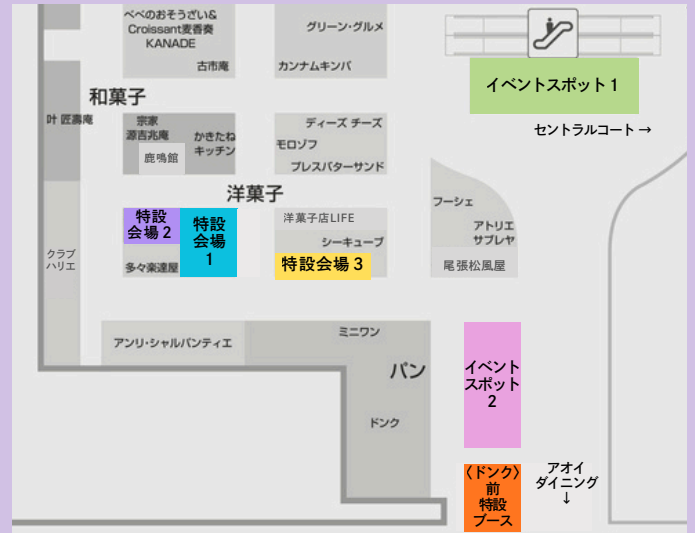 べべのおそうざい&
Croissant麦香奏
KANADE
古市庵
グリーン・グルメ
カンナムキンパ
イベントスポット1
セントラルコート→
和菓子
叶 匠壽庵
宗家
源吉兆庵
鹿鳴館
かきたね
キッチン
ディーズ チーズ
モロゾフ
プレスバターサンド
洋菓子
特設
会場2
特設
会場
1
多々楽達屋
洋菓子店LIFE
シーキューブ
特設会場3
フーシェ
アトリエ
サブレヤ
尾張松風屋
クラブ
ハリエ
アンリ・シャルパンティエ
ミニワン
パン
ドンク
イベント
スポット
2
〈ドンク〉
前
特設
ブース
アオイ
ダイニング
↓